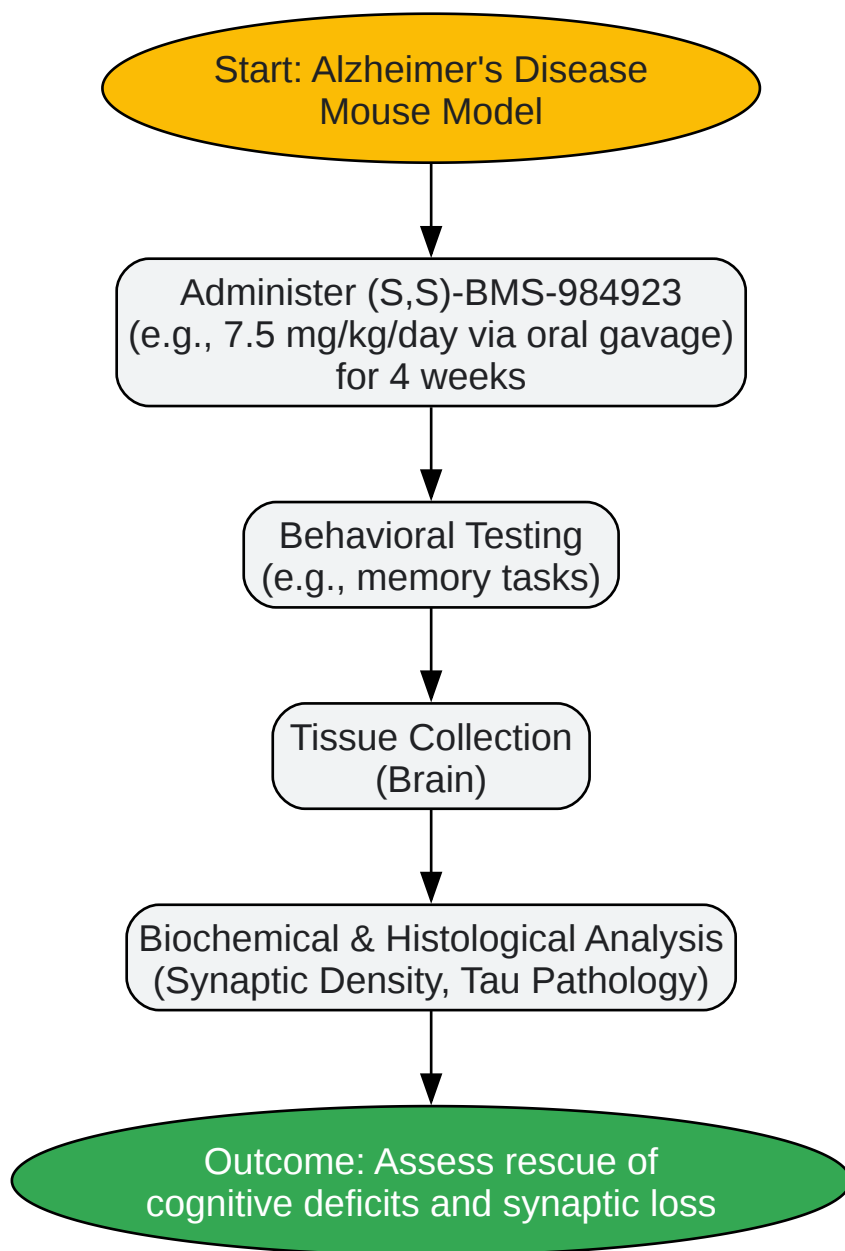 Start: Alzheimer's Disease
Mouse Model
Administer (S,S)-BMS-984923
(e.g., 7.5 mg/kg/day via oral gavage)
for 4 weeks
Behavioral Testing
(e.g., memory tasks)
Tissue Collection
(Brain)
Biochemical & Histological Analysis
(Synaptic Density, Tau Pathology)
Outcome: Assess rescue of
cognitive deficits and synaptic loss